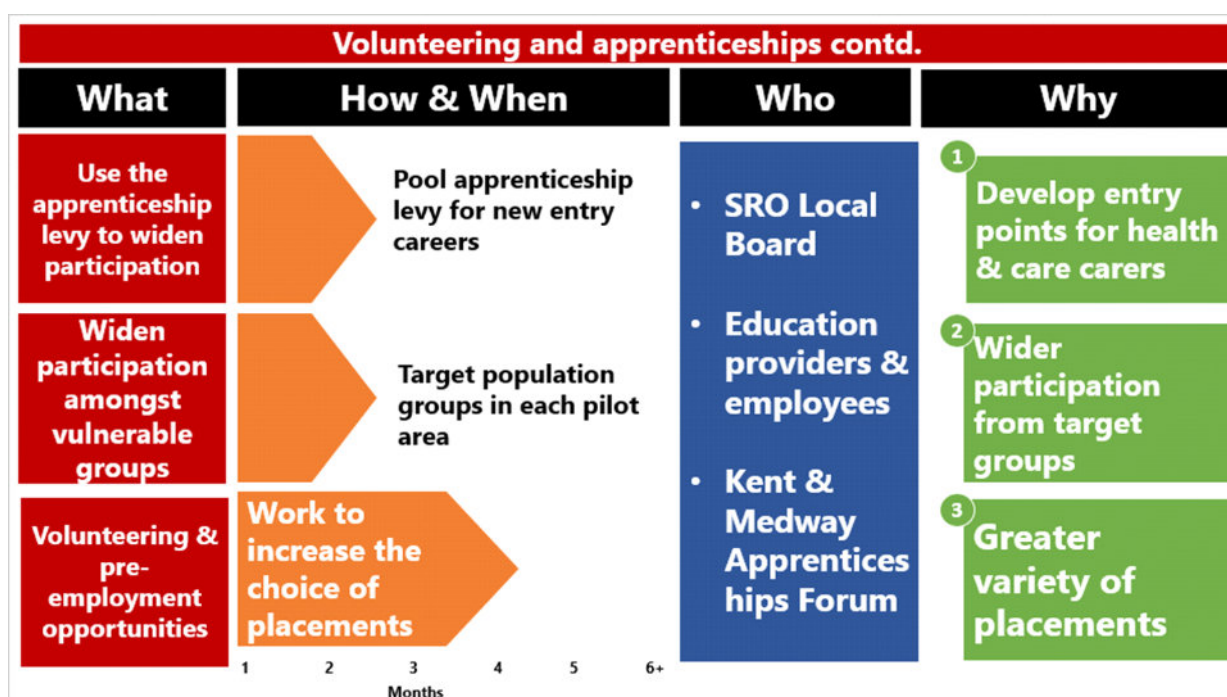 Volunteering and apprenticeships contd.
What
How & When
Who
Why
Use the
apprenticeship
levy to widen
participation
Pool apprenticeship
levy for new entry
careers
Widen
participation
amongst
vulnerable
groups
Target population
groups in each pilot
area
Volunteering &
pre-
employment
opportunities
Work to
increase the
choice of
placements
1 2 3 4 5 6+
Months
• SRO Local
Board
• Education
providers &
employees
• Kent &
Medway
Apprentices
hips Forum
1
Develop entry
points for health
& care carers
2
Wider
participation
from target
groups
3
Greater
variety of
placements